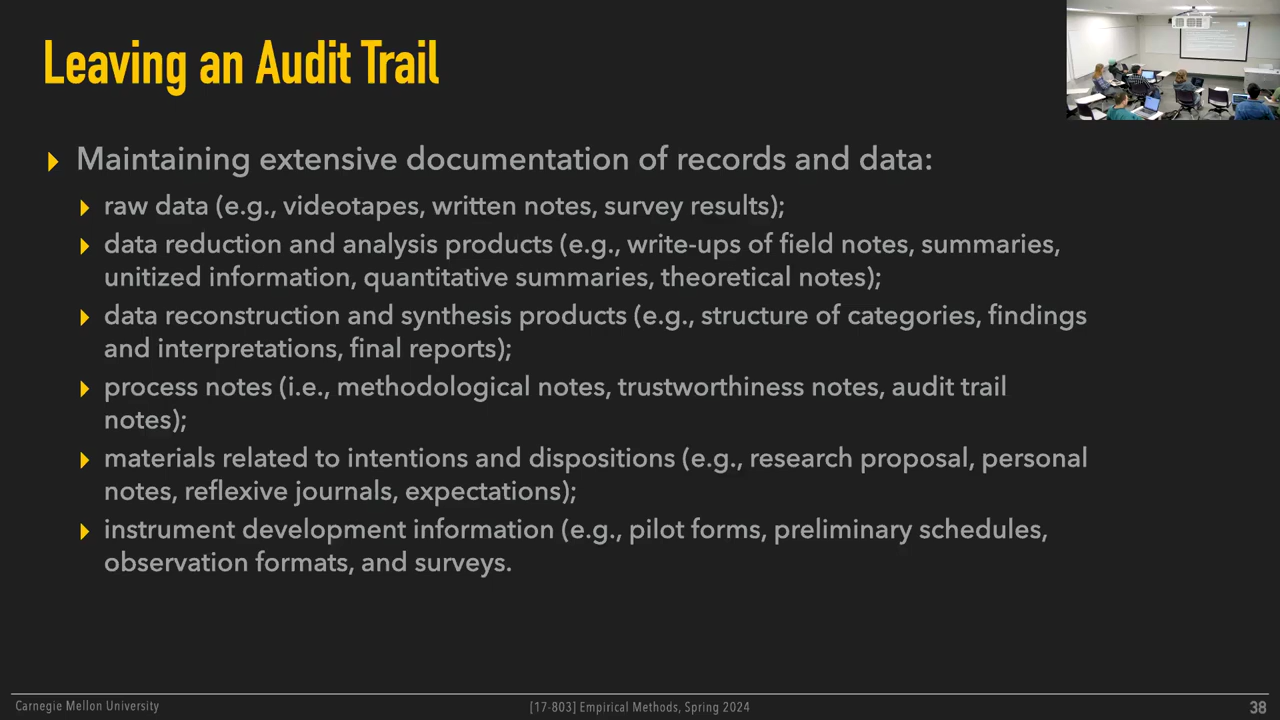 Leaving an Audit Trail
Maintaining extensive documentation of records and data:
raw data (e.g., videotapes, written notes, survey results);
data reduction and analysis products (e.g., write-ups of field notes, summaries,
unitized information, quantitative summaries, theoretical notes);
data reconstruction and synthesis products (e.g., structure of categories, findings
and interpretations, final reports);
process notes (i.e., methodological notes, trustworthiness notes, audit trail
notes);
materials related to intentions and dispositions (e.g., research proposal, personal
notes, reflexive journals, expectations);
instrument development information (e.g., pilot forms, preliminary schedules,
observation formats, and surveys.
Carnegie Mellon University
[17-803] Empirical Methods, Spring 2024
38